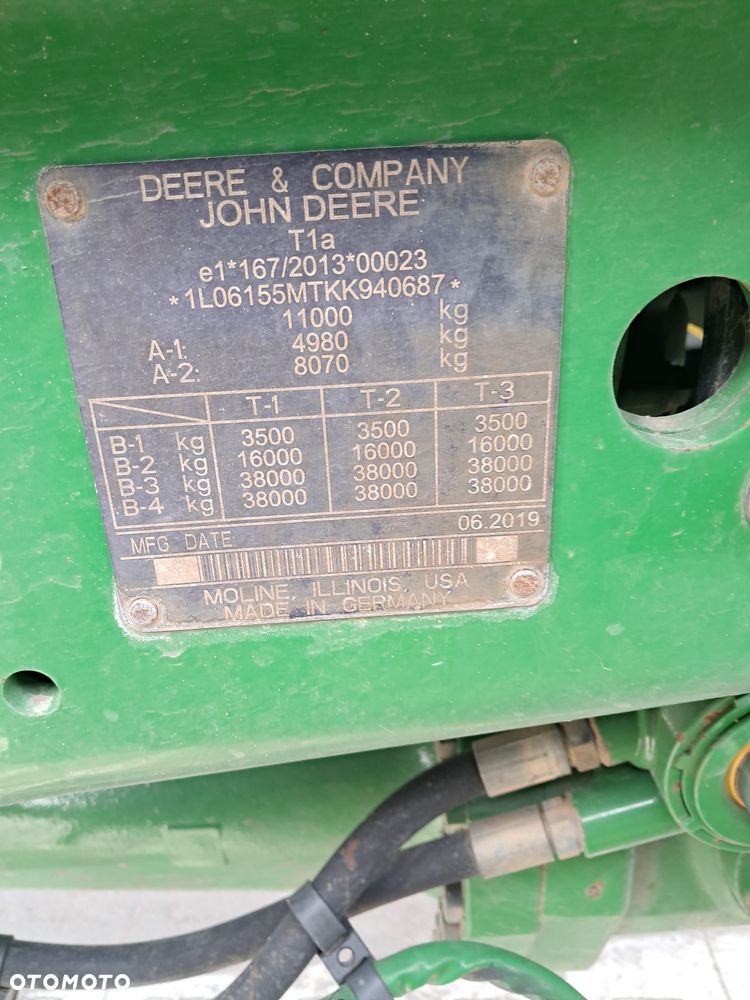 DEERE & COMPANY
JOHN DEERE
T1a
e1*167/2013*00023
*1L06155MTKK940687*
11000 kg
A-1: 4980 kg
A-2: 8070 kg
T-1 T-2 T-3
B-1 kg 3500 3500 3500
B-2 kg 16000 16000 16000
B-3 kg 38000 38000 38000
B-4 kg 38000 38000 38000
MFG DATE: 06.2019
MOLINE, ILLINOIS, USA
MADE IN GERMANY
OTOMOTO